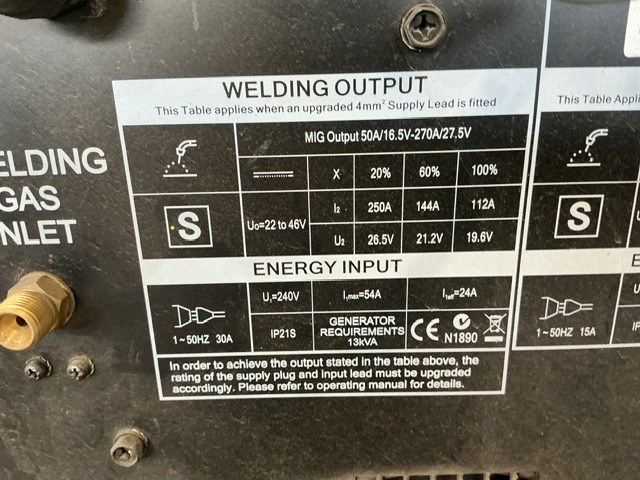 WELDING OUTPUT
This Table applies when an upgraded 4mm² Supply Lead is fitted
MIG Output 50A/16.5V-270A/27.5V
X 20% 60% 100%
S U₀=22 to 46V
I₂ 250A 144A 112A
U₂ 26.5V 21.2V 19.6V
ENERGY INPUT
U₁=240V I₁max=54A I₁eff=24A
1~50HZ 30A
IP21S
GENERATOR
REQUIREMENTS
13kVA
CE N1890
In order to achieve the output stated in the table above, the
rating of the supply plug and input lead must be upgraded
accordingly. Please refer to operating manual for details.
ELDING
GAS
NLET
This Table Appli
S
E
U
1~50HZ 15A
IP